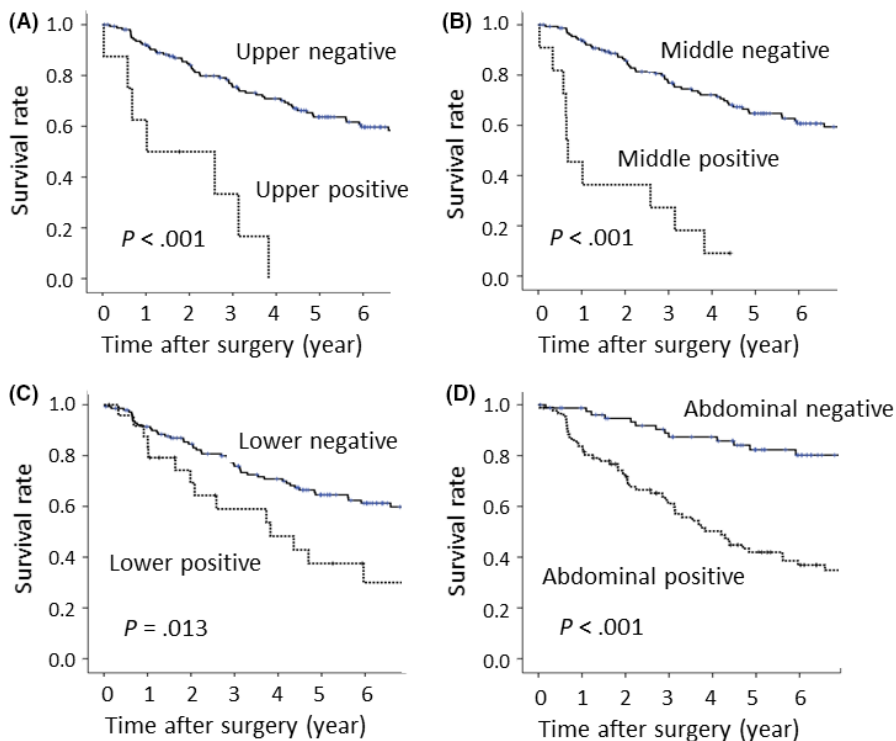 (A)
1.0
0.8
0.6
0.4
0.2
0.0
Survival rate
Upper negative
Upper positive
P < .001
0 1 2 3 4 5 6
Time after surgery (year)
(B)
1.0
0.8
0.6
0.4
0.2
0.0
Survival rate
Middle negative
Middle positive
P < .001
0 1 2 3 4 5 6
Time after surgery (year)
(C)
1.0
0.8
0.6
0.4
0.2
0.0
Survival rate
Lower negative
Lower positive
P = .013
0 1 2 3 4 5 6
Time after surgery (year)
(D)
1.0
0.8
0.6
0.4
0.2
0.0
Survival rate
Abdominal negative
Abdominal positive
P < .001
0 1 2 3 4 5 6
Time after surgery (year)